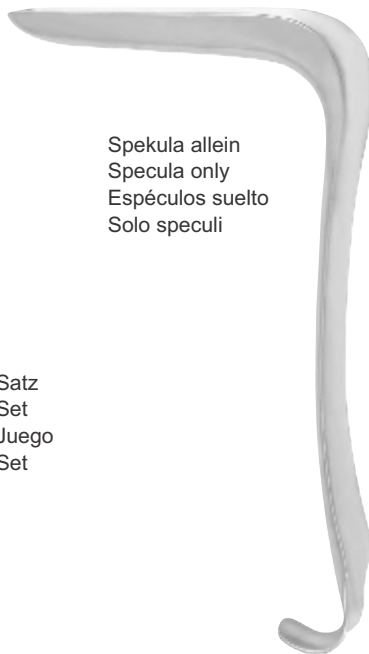 Spekula allein
Specula only
Espéculos suelto
Solo speculi
Satz
Set
Juego
Set